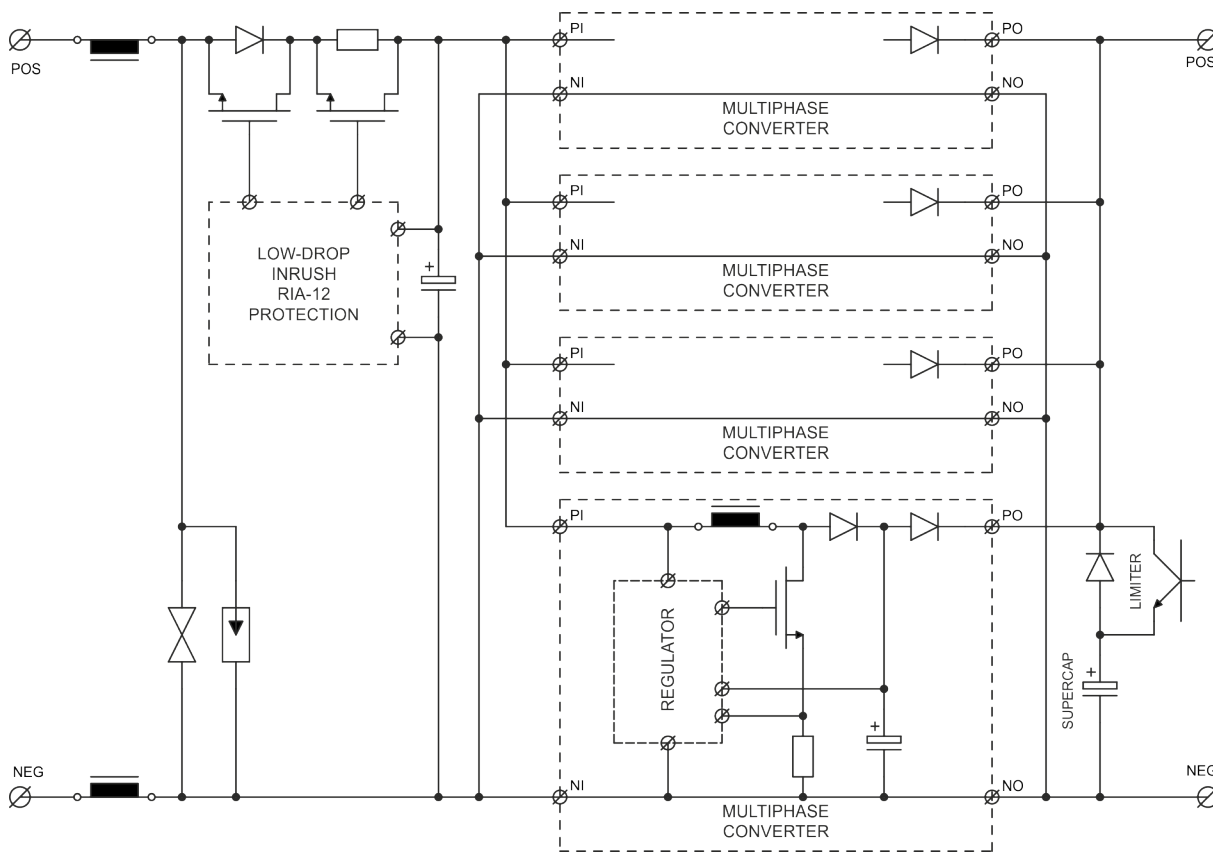 POS
PI
PO
POS
NI
NO
MULTIPHASE
CONVERTER
PI
PO
LOW-DROP
INRUSH
RIA-12
PROTECTION
NI
NO
MULTIPHASE
CONVERTER
+
PI
PO
NI
NO
MULTIPHASE
CONVERTER
PI
PO
REGULATOR
LIMITER
SUPERCAP
+
+
NEG
NI
NO
NEG
MULTIPHASE
CONVERTER